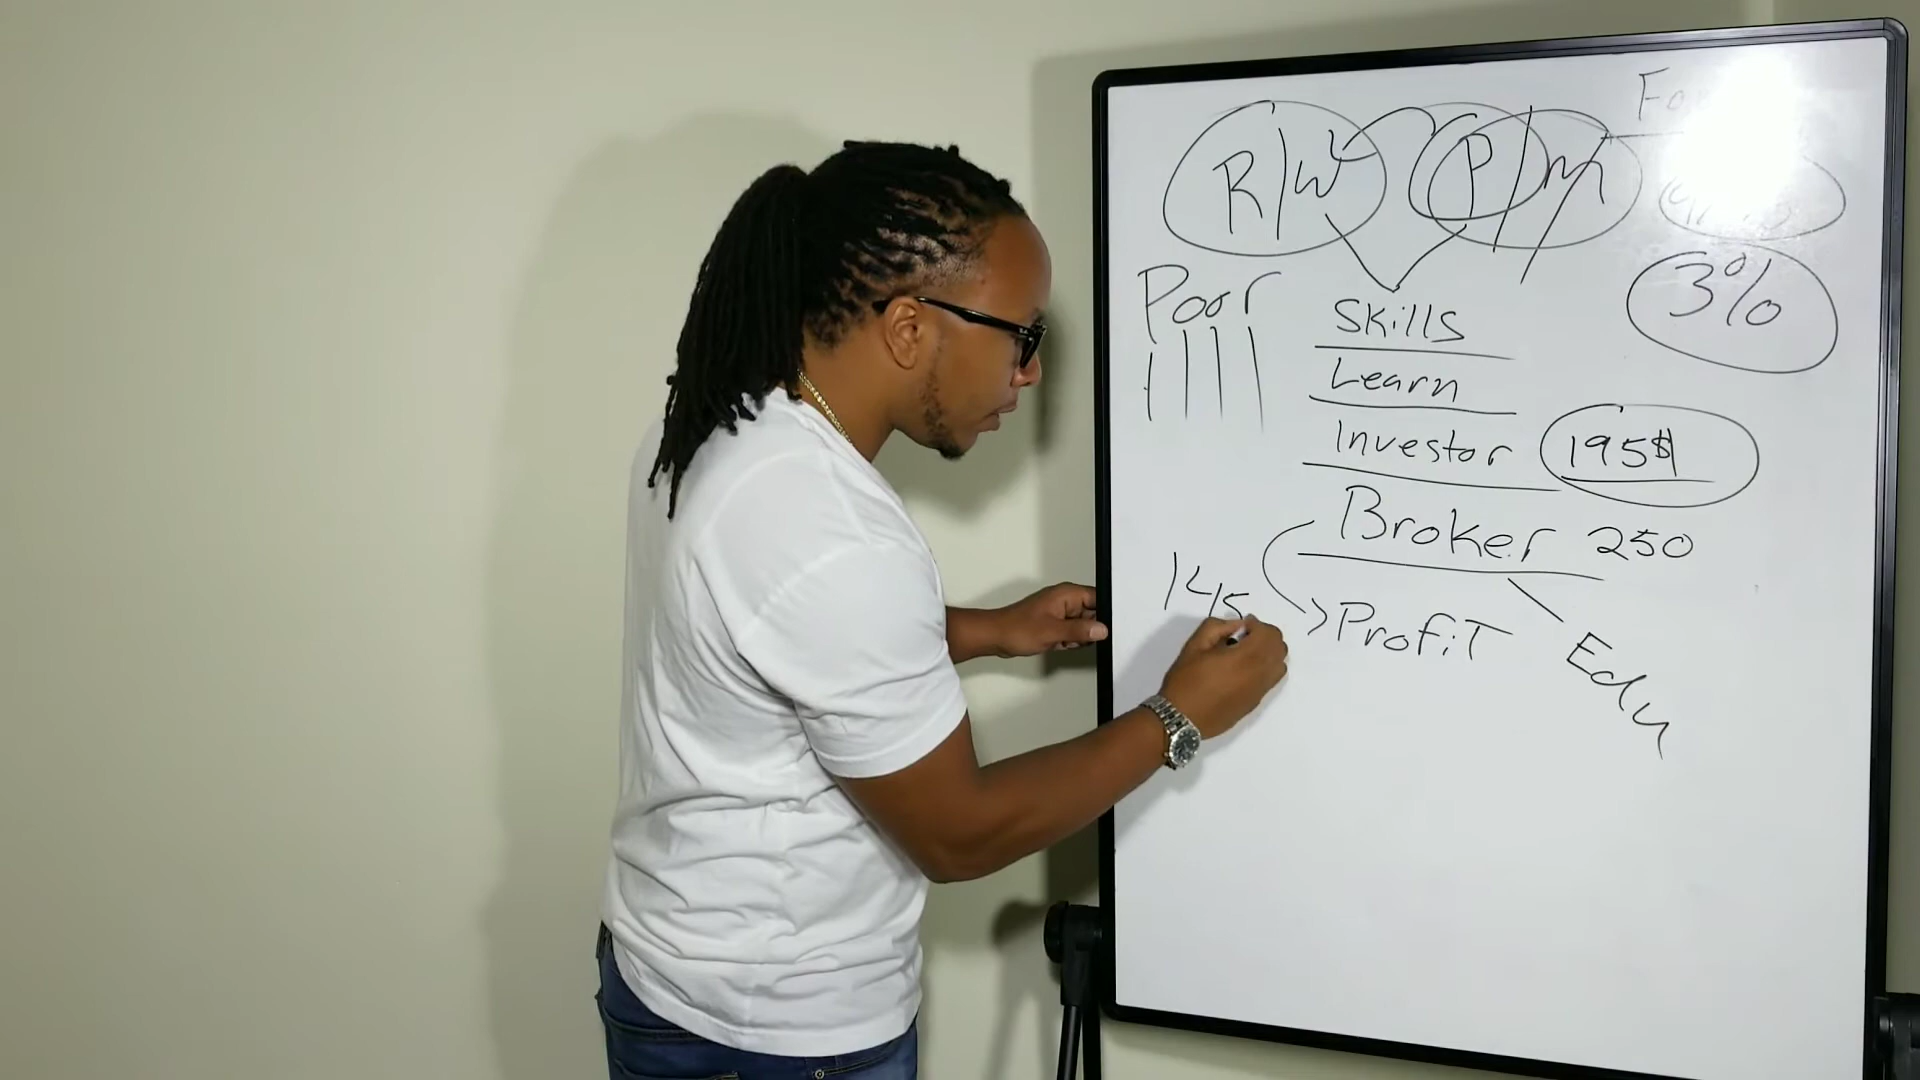 R/W P/M
3%
Poor
Skills
Learn
Investor 195$
Broker 250
145
Profit
Edu